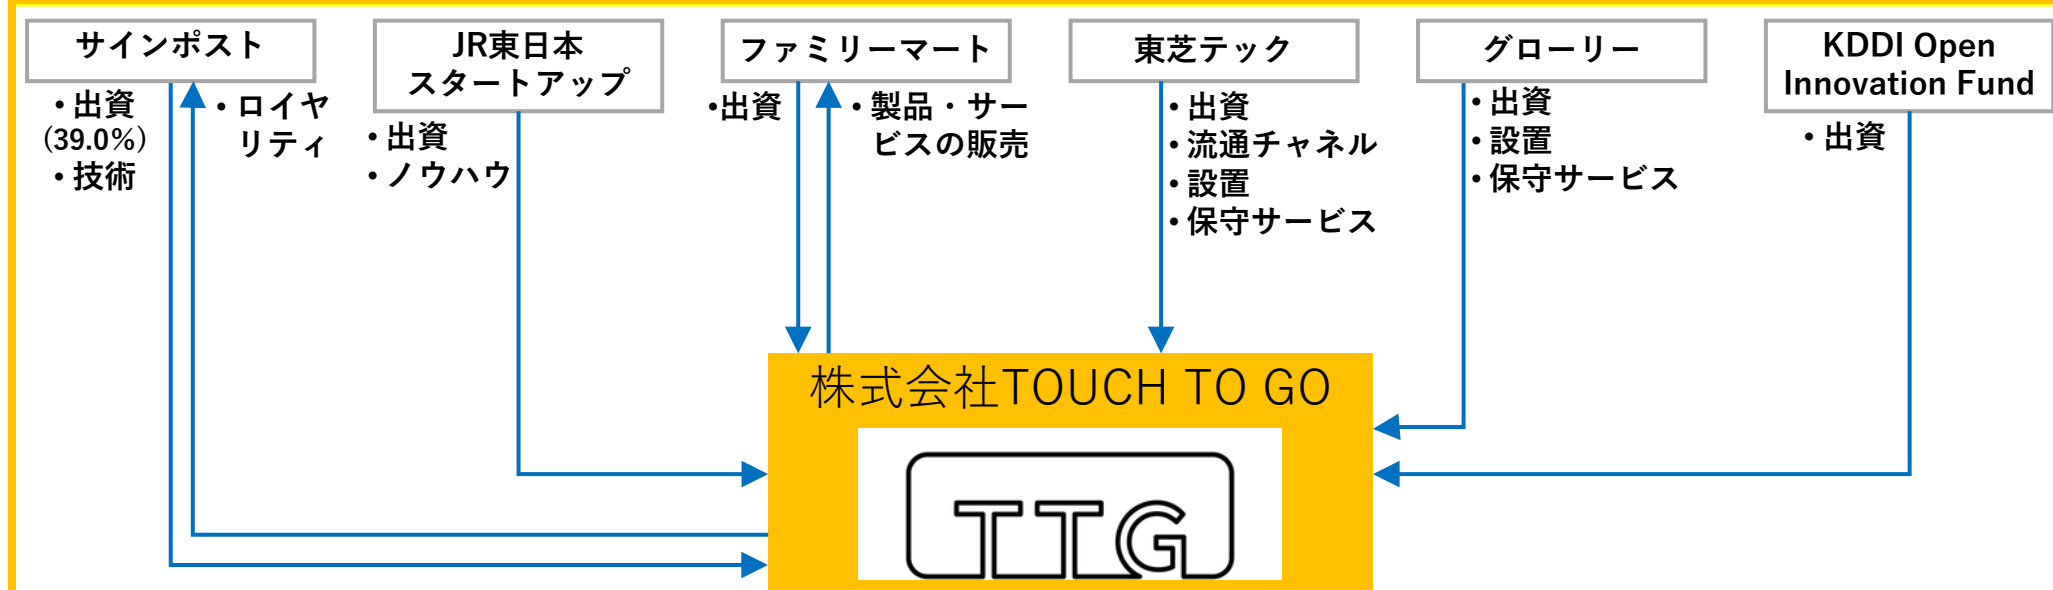 サインポスト
・出資
(39.0%)
・技術
・ロイヤ
リティ
JR東日本
スタートアップ
・出資
・ノウハウ
ファミリーマート
・出資
・製品・サー
ビスの販売
東芝テック
・出資
・流通チャネル
・設置
・保守サービス
グローリー
・出資
・設置
・保守サービス
KDDI Open
Innovation Fund
・出資
株式会社TOUCH TO GO
TTG